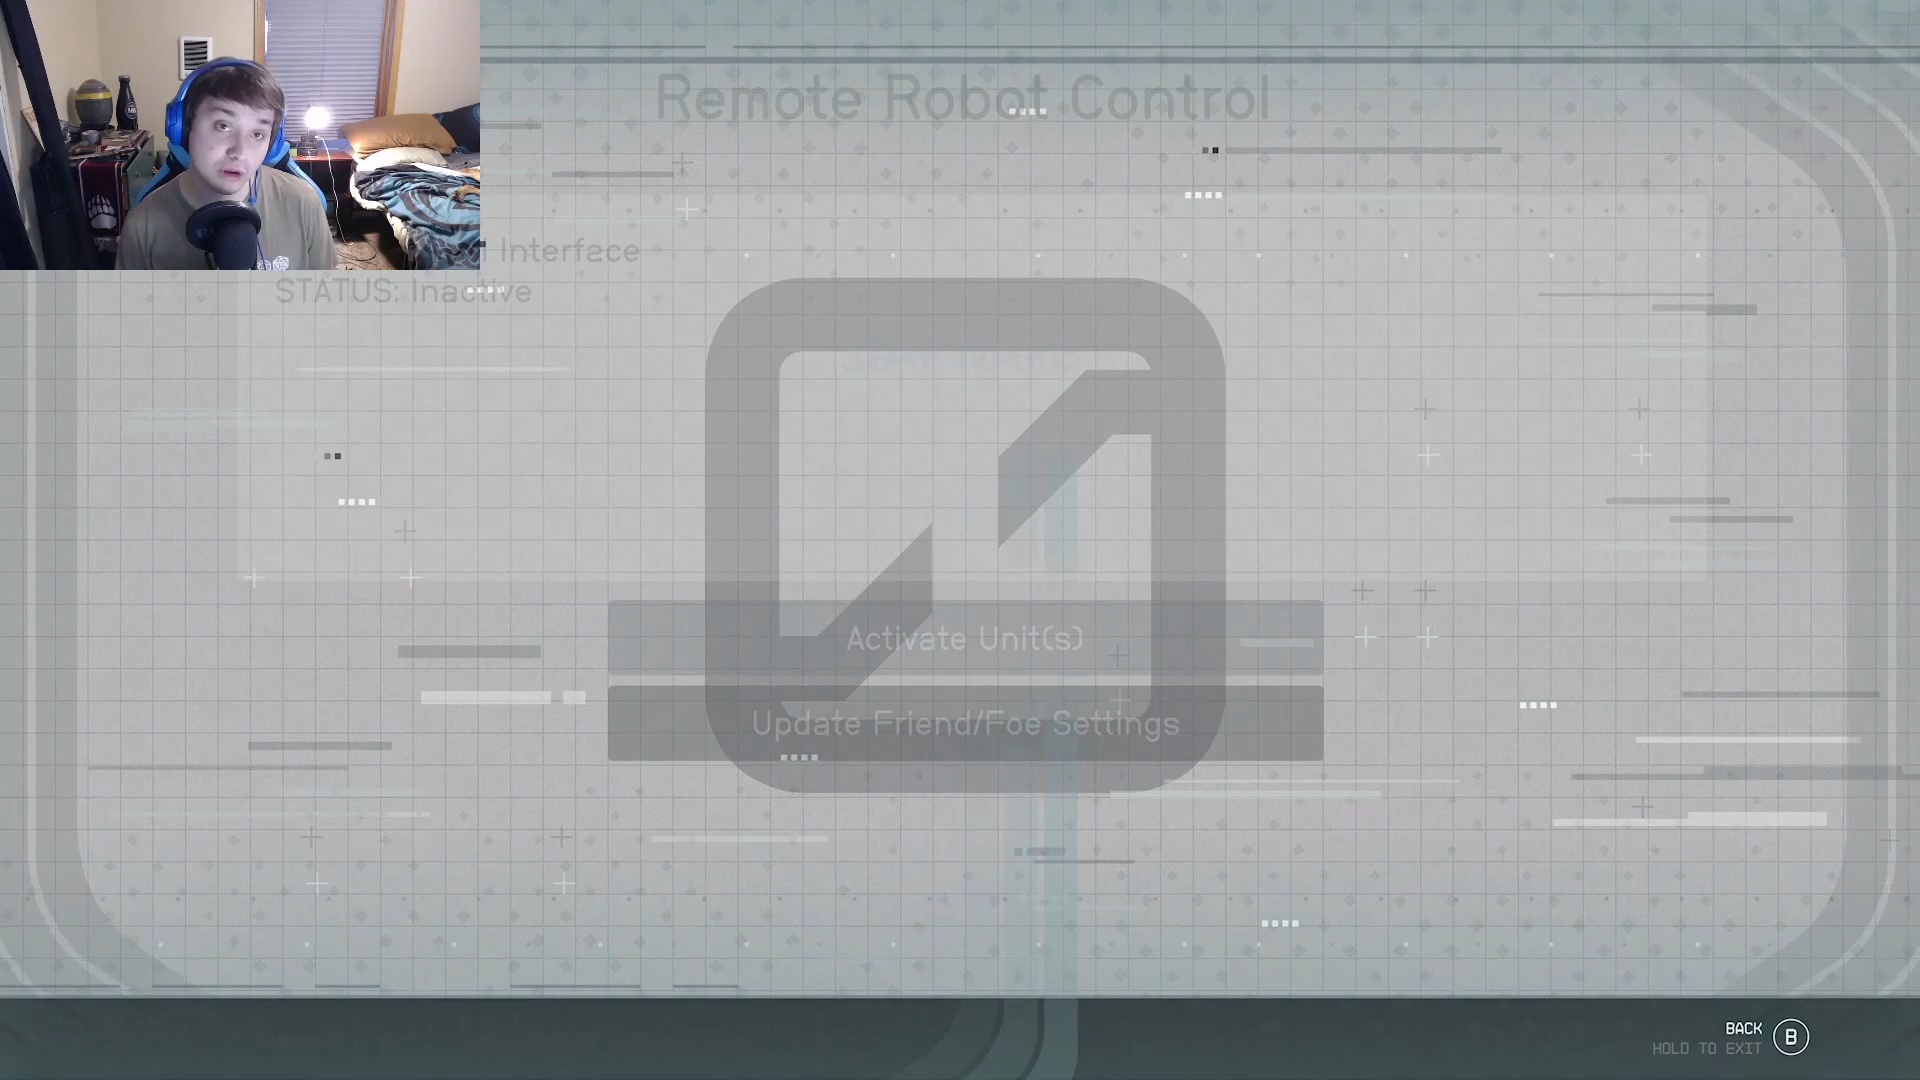 Remote Robot Control
Interface
STATUS: Inactive
Activate Unit(s)
Update Friend/Foe Settings
BACK
B
HOLD TO EXIT